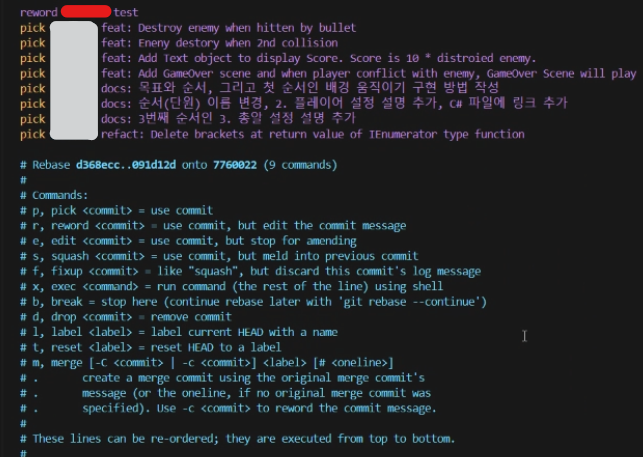 reword test
pick feat: Destroy enemy when hitten by bullet
pick feat: Eneny destory when 2nd collision
pick feat: Add Text object to display Score. Score is 10 * distroied enemy.
pick feat: Add GameOver scene and when player conflict with enemy, GameOver Scene will play
pick docs: 목표와 순서, 그리고 첫 순서인 배경 움직이기 구현 방법 작성
pick docs: 순서(단원) 이름 변경, 2. 플레이어 설정 설명 추가, C# 파일에 링크 추가
pick docs: 3번째 순서인 3. 총알 설정 설명 추가
pick refact: Delete brackets at return value of IEnumerator type function
# Rebase d368ecc..091d12d onto 7760022 (9 commands)
#
# Commands:
# p, pick <commit> = use commit
# r, reword <commit> = use commit, but edit the commit message
# e, edit <commit> = use commit, but stop for amending
# s, squash <commit> = use commit, but meld into previous commit
# f, fixup <commit> = like "squash", but discard this commit's log message
# x, exec <command> = run command (the rest of the line) using shell
# b, break = stop here (continue rebase later with 'git rebase --continue')
# d, drop <commit> = remove commit
# l, label <label> = label current HEAD with a name
# t, reset <label> = reset HEAD to a label
# m, merge [-C <commit> | -c <commit>] <label> [# <oneline>]
# . create a merge commit using the original merge commit's
# . message (or the oneline, if no original merge commit was
# . specified). Use -c <commit> to reword the commit message.
#
# These lines can be re-ordered; they are executed from top to bottom.
#